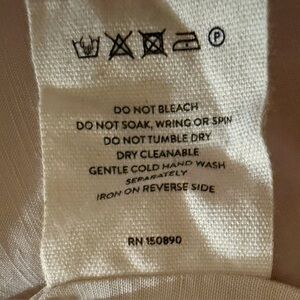 P
DO NOT BLEACH
DO NOT SOAK, WRING OR SPIN
DO NOT TUMBLE DRY
DRY CLEANABLE
GENTLE COLD HAND WASH
SEPARATELY
IRON ON REVERSE SIDE
RN 150890